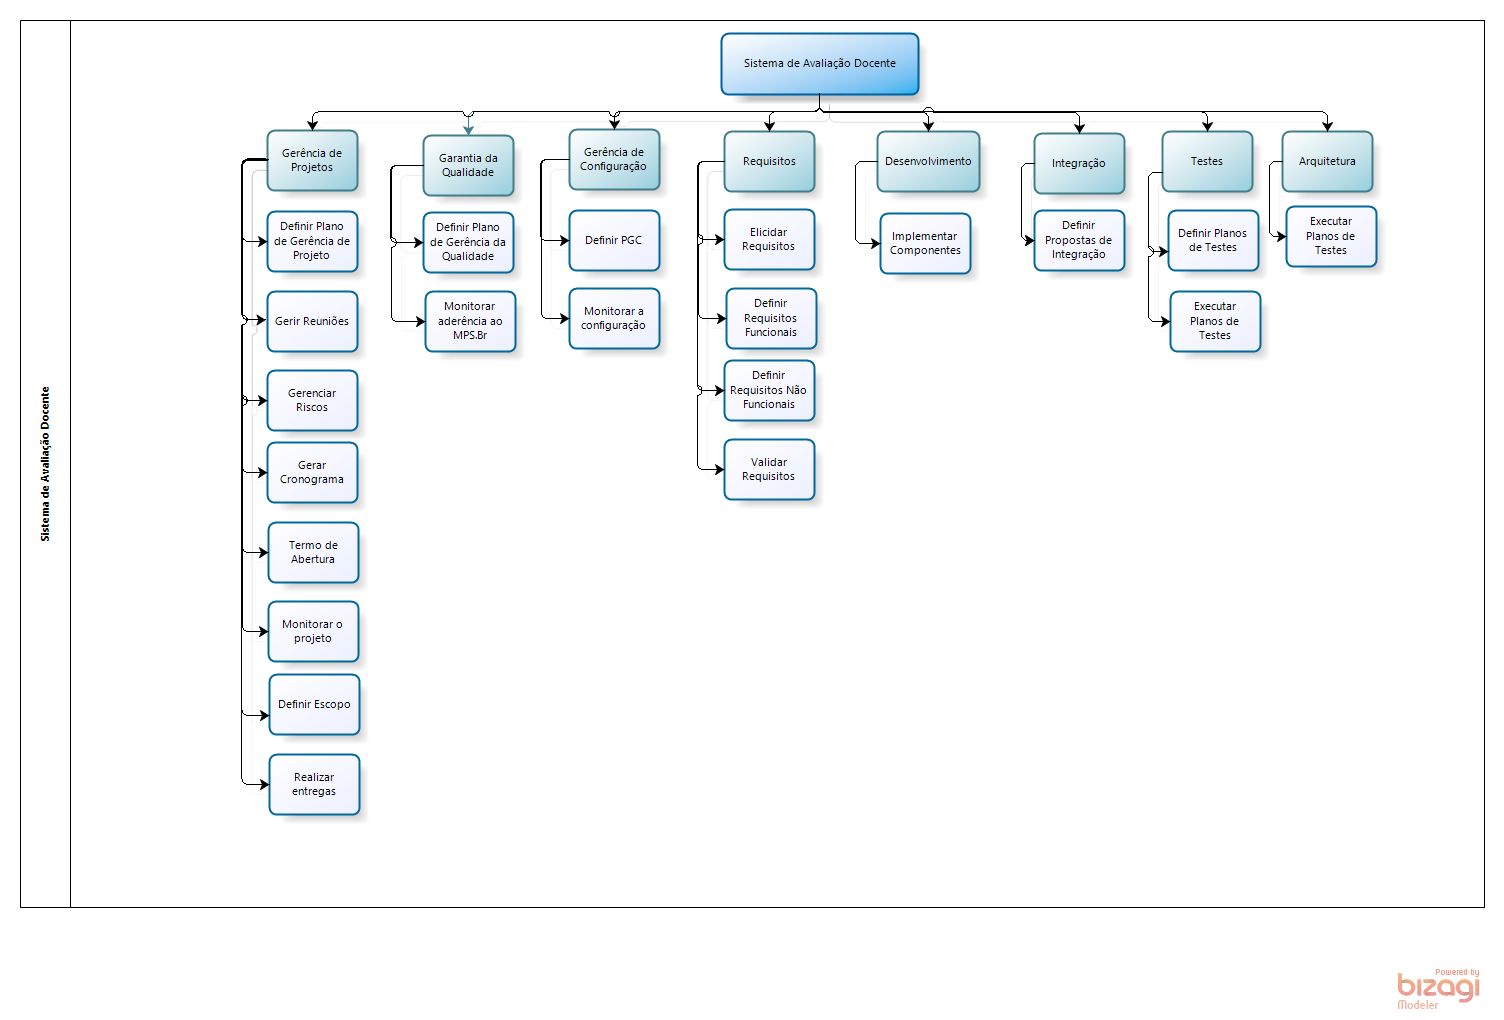 Sistema de Avaliação Docente
Sistema de Avaliação Docente
Gerência de
Projetos
Definir Plano
de Gerência de
Projeto
Gerir Reuniões
Gerenciar
Riscos
Gerar
Cronograma
Termo de
Abertura
Monitorar o
projeto
Definir Escopo
Realizar
entregas
Garantia da
Qualidade
Definir Plano
de Gerência da
Qualidade
Monitorar
aderência ao
MPS.Br
Gerência de
Configuração
Definir PGC
Monitorar a
configuração
Requisitos
Elicidar
Requisitos
Definir
Requisitos
Funcionais
Definir
Requisitos Não
Funcionais
Validar
Requisitos
Desenvolvimento
Implementar
Componentes
Integração
Definir
Propostas de
Integração
Testes
Definir Planos
de Testes
Executar
Planos de
Testes
Arquitetura
Executar
Planos de
Testes
Powered by
bizagi
Modeler